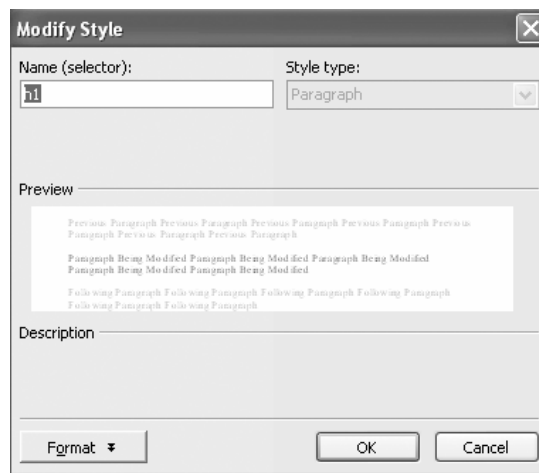 Modify Style
Name (selector):
Style type:
h1
Paragraph
Preview
Previous Paragraph Previous Paragraph Previous Paragraph Previous Paragraph Previous
Paragraph Previous Paragraph Previous Paragraph
Paragraph Being Modified Paragraph Being Modified Paragraph Being Modified
Paragraph Being Modified Paragraph Being Modified
Following Paragraph Following Paragraph Following Paragraph Following Paragraph
Following Paragraph Following Paragraph
Description
Format
OK
Cancel